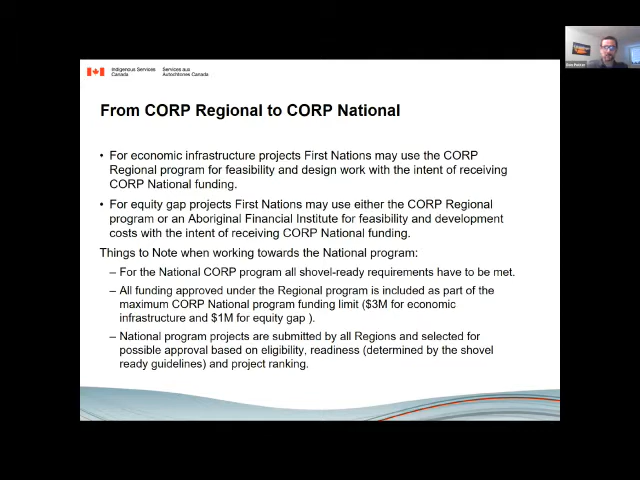 Indigenous Services Canada
Services aux Autochtones Canada
From CORP Regional to CORP National
• For economic infrastructure projects First Nations may use the CORP
Regional program for feasibility and design work with the intent of receiving
CORP National funding.
• For equity gap projects First Nations may use either the CORP Regional
program or an Aboriginal Financial Institute for feasibility and development
costs with the intent of receiving CORP National funding.
Things to Note when working towards the National program:
– For the National CORP program all shovel-ready requirements have to be met.
– All funding approved under the Regional program is included as part of the
maximum CORP National program funding limit ($3M for economic
infrastructure and $1M for equity gap ).
– National program projects are submitted by all Regions and selected for
possible approval based on eligibility, readiness (determined by the shovel
ready guidelines) and project ranking.